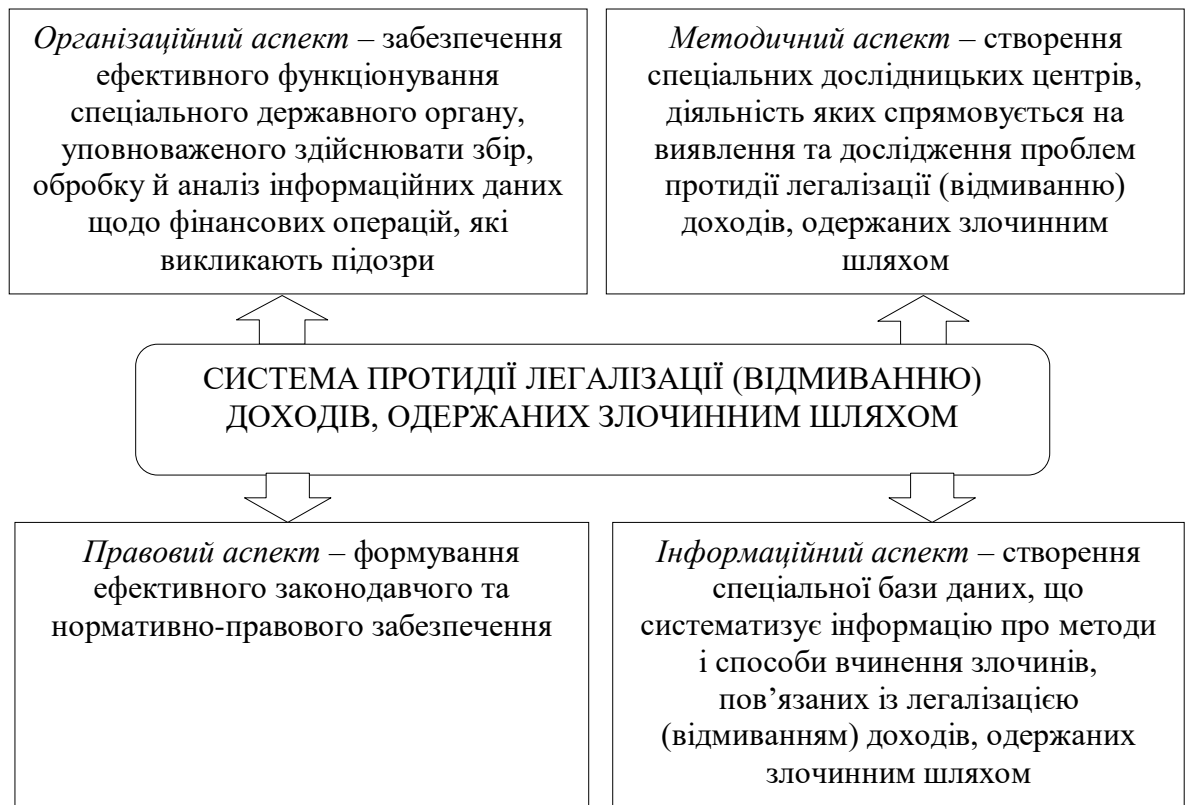 Організаційний аспект – забезпечення
ефективного функціонування
спеціального державного органу,
уповноваженого здійснювати збір,
обробку й аналіз інформаційних даних
щодо фінансових операцій, які
викликають підозри
Методичний аспект – створення
спеціальних дослідницьких центрів,
діяльність яких спрямовується на
виявлення та дослідження проблем
протидії легалізації (відмиванню)
доходів, одержаних злочинним
шляхом
СИСТЕМА ПРОТИДІЇ ЛЕГАЛІЗАЦІЇ (ВІДМИВАННЮ)
ДОХОДІВ, ОДЕРЖАНИХ ЗЛОЧИННИМ ШЛЯХОМ
Правовий аспект – формування
ефективного законодавчого та
нормативно-правового забезпечення
Інформаційний аспект – створення
спеціальної бази даних, що
систематизує інформацію про методи
і способи вчинення злочинів,
пов’язаних із легалізацією
(відмиванням) доходів, одержаних
злочинним шляхом